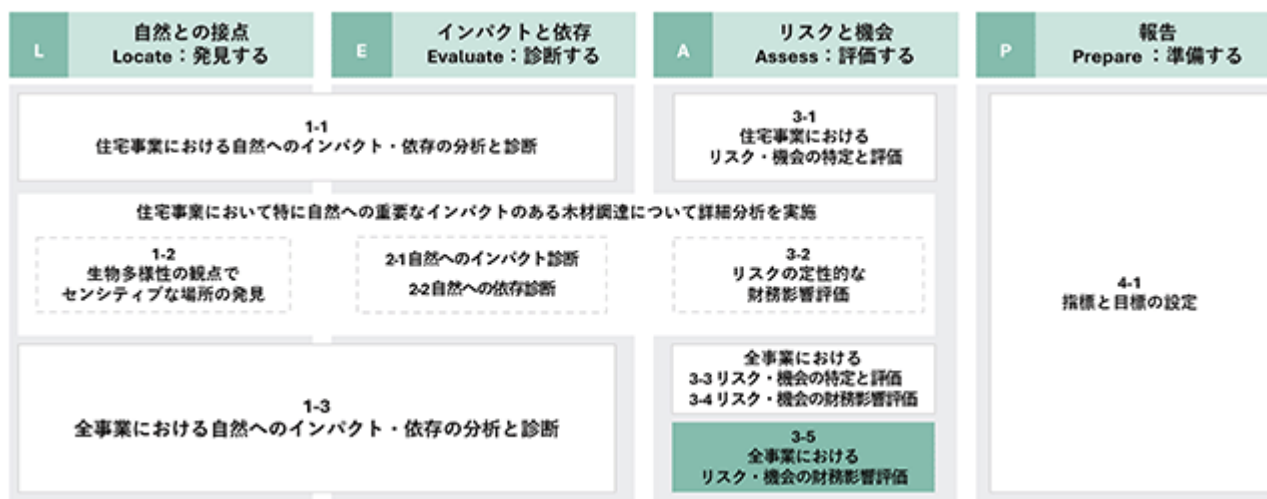 L
自然との接点
Locate：発見する
E
インパクトと依存
Evaluate：診断する
A
リスクと機会
Assess：評価する
P
報告
Prepare ：準備する
1-1
住宅事業における自然へのインパクト・依存の分析と診断
3-1
住宅事業における
リスク・機会の特定と評価
住宅事業において特に自然への重要なインパクトのある木材調達について詳細分析を実施
1-2
生物多様性の観点で
センシティブな場所の発見
2-1自然へのインパクト診断
2-2自然への依存診断
3-2
リスクの定性的な
財務影響評価
4-1
指標と目標の設定
1-3
全事業における自然へのインパクト・依存の分析と診断
全事業における
3-3 リスク・機会の特定と評価
3-4 リスク・機会の財務影響評価
3-5
全事業における
リスク・機会の財務影響評価